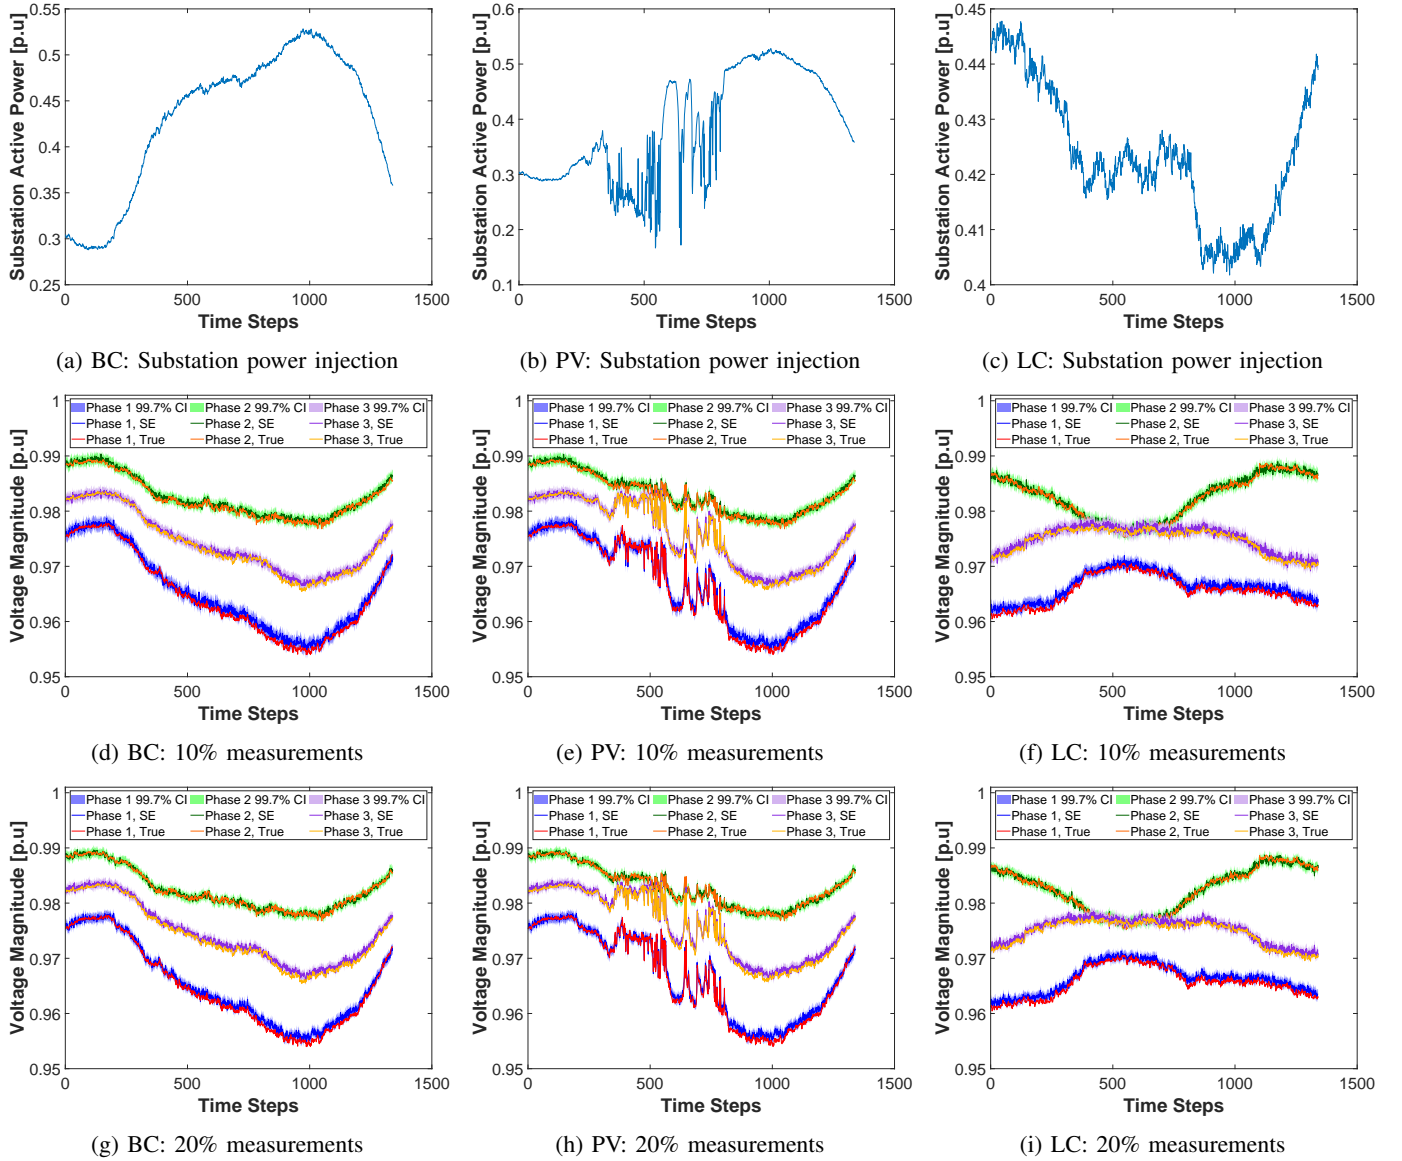 Substation Active Power [p.u]
0.55
0.5
0.45
0.4
0.35
0.3
0.25
0 500 1000 1500
Time Steps
(a) BC: Substation power injection
Substation Active Power [p.u]
0.6
0.5
0.4
0.3
0.2
0.1
0 500 1000 1500
Time Steps
(b) PV: Substation power injection
Substation Active Power [p.u]
0.45
0.44
0.43
0.42
0.41
0.4
0 500 1000 1500
Time Steps
(c) LC: Substation power injection
Voltage Magnitude [p.u]
1
0.99
0.98
0.97
0.96
0.95
Phase 1 99.7% CI Phase 2 99.7% CI Phase 3 99.7% CI
Phase 1, SE Phase 2, SE Phase 3, SE
Phase 1, True Phase 2, True Phase 3, True
0 500 1000 1500
Time Steps
(d) BC: 10% measurements
Voltage Magnitude [p.u]
1
0.99
0.98
0.97
0.96
0.95
Phase 1 99.7% CI Phase 2 99.7% CI Phase 3 99.7% CI
Phase 1, SE Phase 2, SE Phase 3, SE
Phase 1, True Phase 2, True Phase 3, True
0 500 1000 1500
Time Steps
(e) PV: 10% measurements
Voltage Magnitude [p.u]
1
0.99
0.98
0.97
0.96
0.95
Phase 1 99.7% CI Phase 2 99.7% CI Phase 3 99.7% CI
Phase 1, SE Phase 2, SE Phase 3, SE
Phase 1, True Phase 2, True Phase 3, True
0 500 1000 1500
Time Steps
(f) LC: 10% measurements
Voltage Magnitude [p.u]
1
0.99
0.98
0.97
0.96
0.95
Phase 1 99.7% CI Phase 2 99.7% CI Phase 3 99.7% CI
Phase 1, SE Phase 2, SE Phase 3, SE
Phase 1, True Phase 2, True Phase 3, True
0 500 1000 1500
Time Steps
(g) BC: 20% measurements
Voltage Magnitude [p.u]
1
0.99
0.98
0.97
0.96
0.95
Phase 1 99.7% CI Phase 2 99.7% CI Phase 3 99.7% CI
Phase 1, SE Phase 2, SE Phase 3, SE
Phase 1, True Phase 2, True Phase 3, True
0 500 1000 1500
Time Steps
(h) PV: 20% measurements
Voltage Magnitude [p.u]
1
0.99
0.98
0.97
0.96
0.95
Phase 1 99.7% CI Phase 2 99.7% CI Phase 3 99.7% CI
Phase 1, SE Phase 2, SE Phase 3, SE
Phase 1, True Phase 2, True Phase 3, True
0 500 1000 1500
Time Steps
(i) LC: 20% measurements